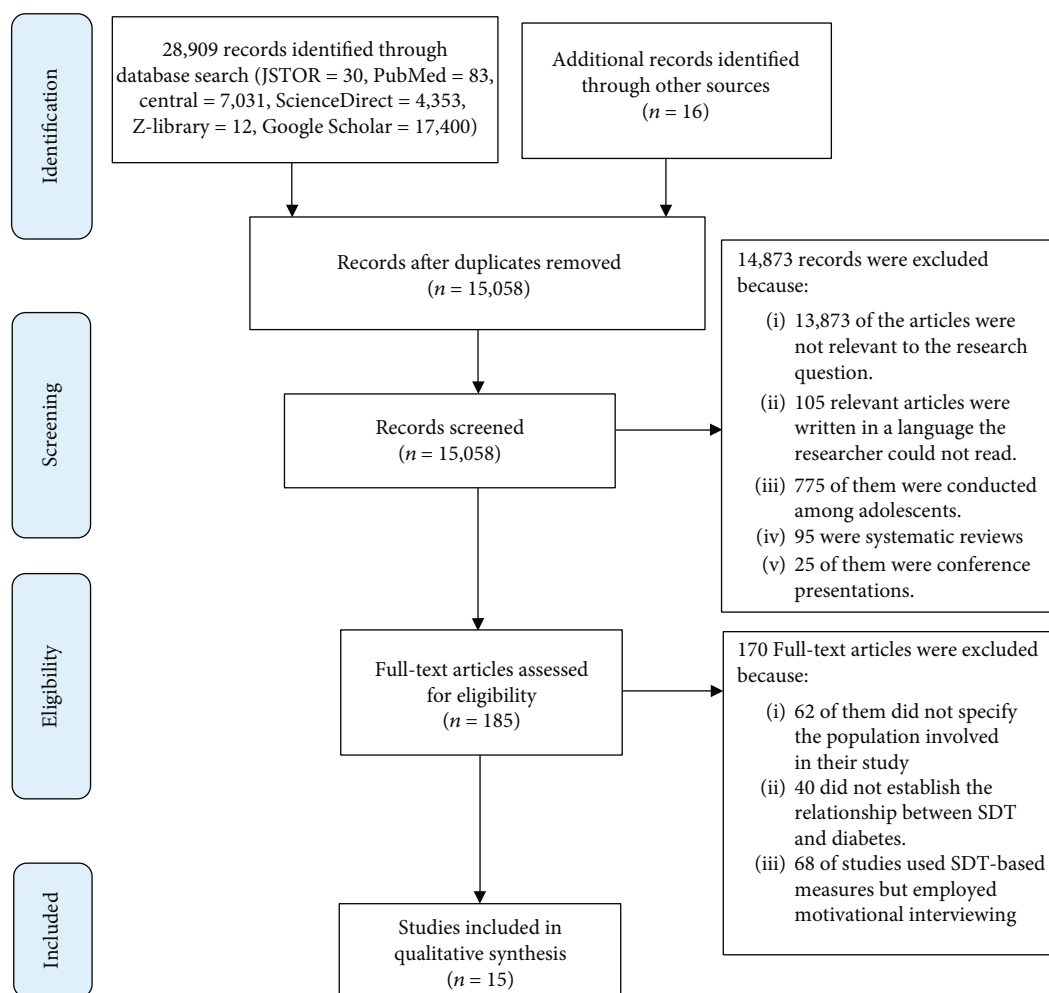 Identification
28,909 records identified through
database search (JSTOR = 30, PubMed = 83,
central = 7,031, ScienceDirect = 4,353,
Z-library = 12, Google Scholar = 17,400)
Additional records identified
through other sources
(n = 16)
Records after duplicates removed
(n = 15,058)
Screening
Records screened
(n = 15,058)
14,873 records were excluded
because:
(i) 13,873 of the articles were
not relevant to the research
question.
(ii) 105 relevant articles were
written in a language the
researcher could not read.
(iii) 775 of them were conducted
among adolescents.
(iv) 95 were systematic reviews
(v) 25 of them were conference
presentations.
Eligibility
Full-text articles assessed
for eligibility
(n = 185)
170 Full-text articles were excluded
because:
(i) 62 of them did not specify
the population involved
in their study
(ii) 40 did not establish the
relationship between SDT
and diabetes.
(iii) 68 of studies used SDT-based
measures but employed
motivational interviewing
Included
Studies included in
qualitative synthesis
(n = 15)